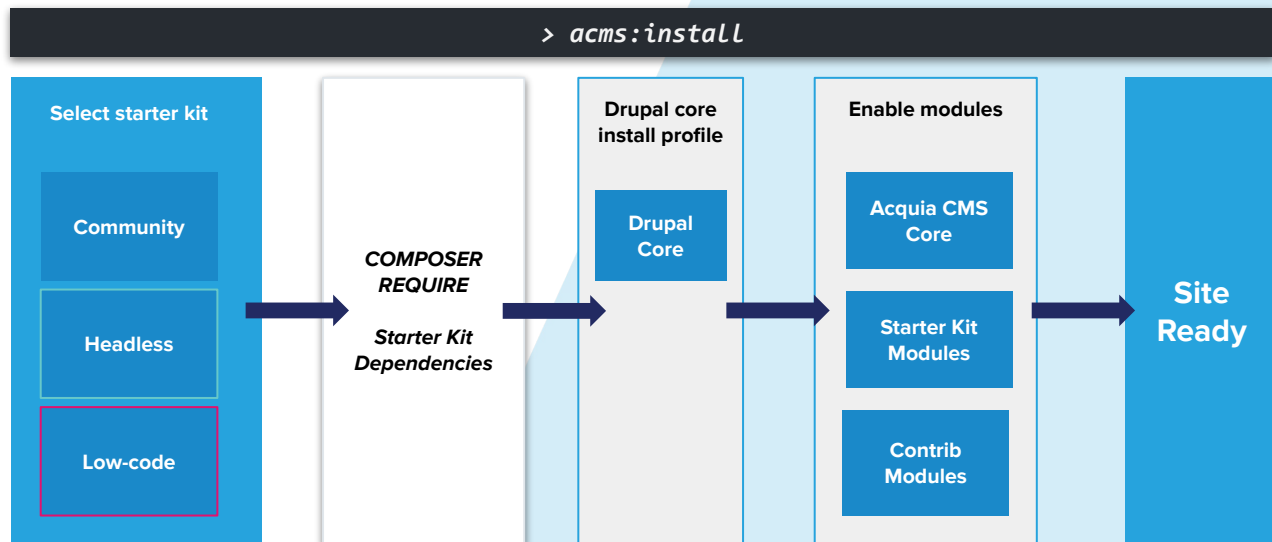 > acms:install
Select starter kit
Community
Headless
Low-code
COMPOSER
REQUIRE
Starter Kit
Dependencies
Drupal core
install profile
Drupal
Core
Enable modules
Acquia CMS
Core
Starter Kit
Modules
Contrib
Modules
Site
Ready